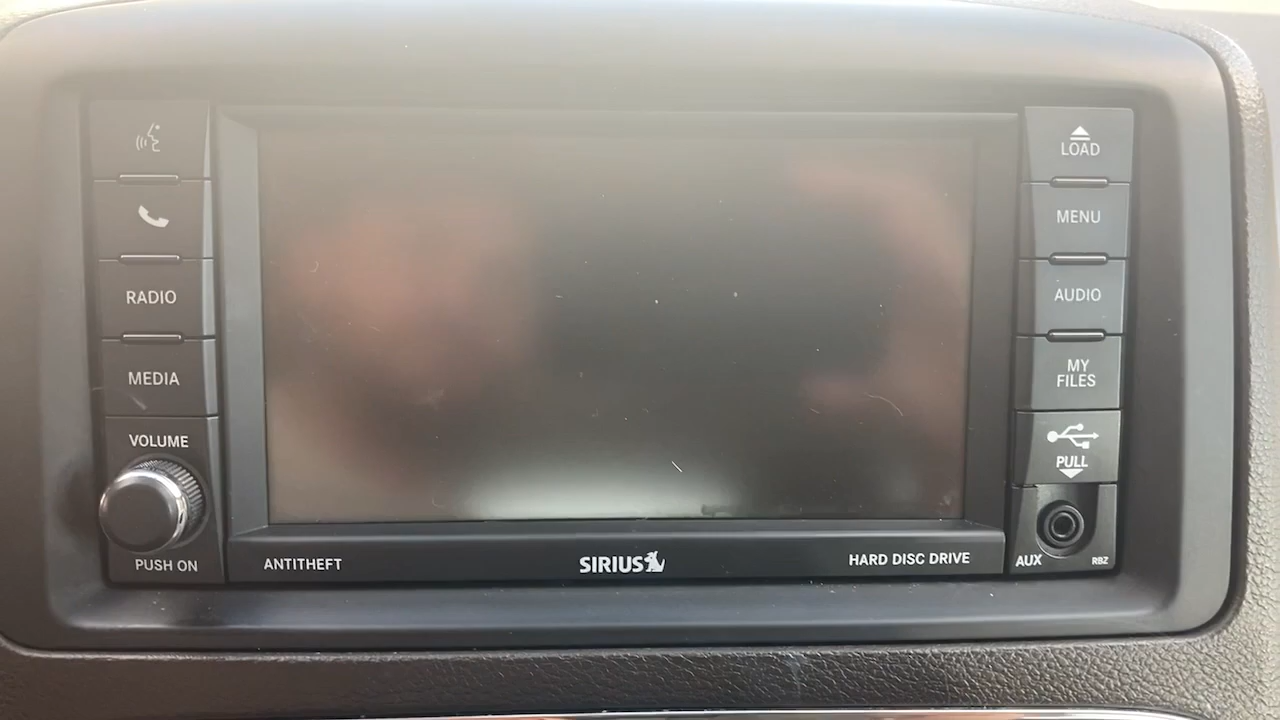 RADIO
MEDIA
VOLUME
PUSH ON
ANTITHEFT
SIRIUS
HARD DISC DRIVE
LOAD
MENU
AUDIO
MY
FILES
PULL
AUX
RBZ